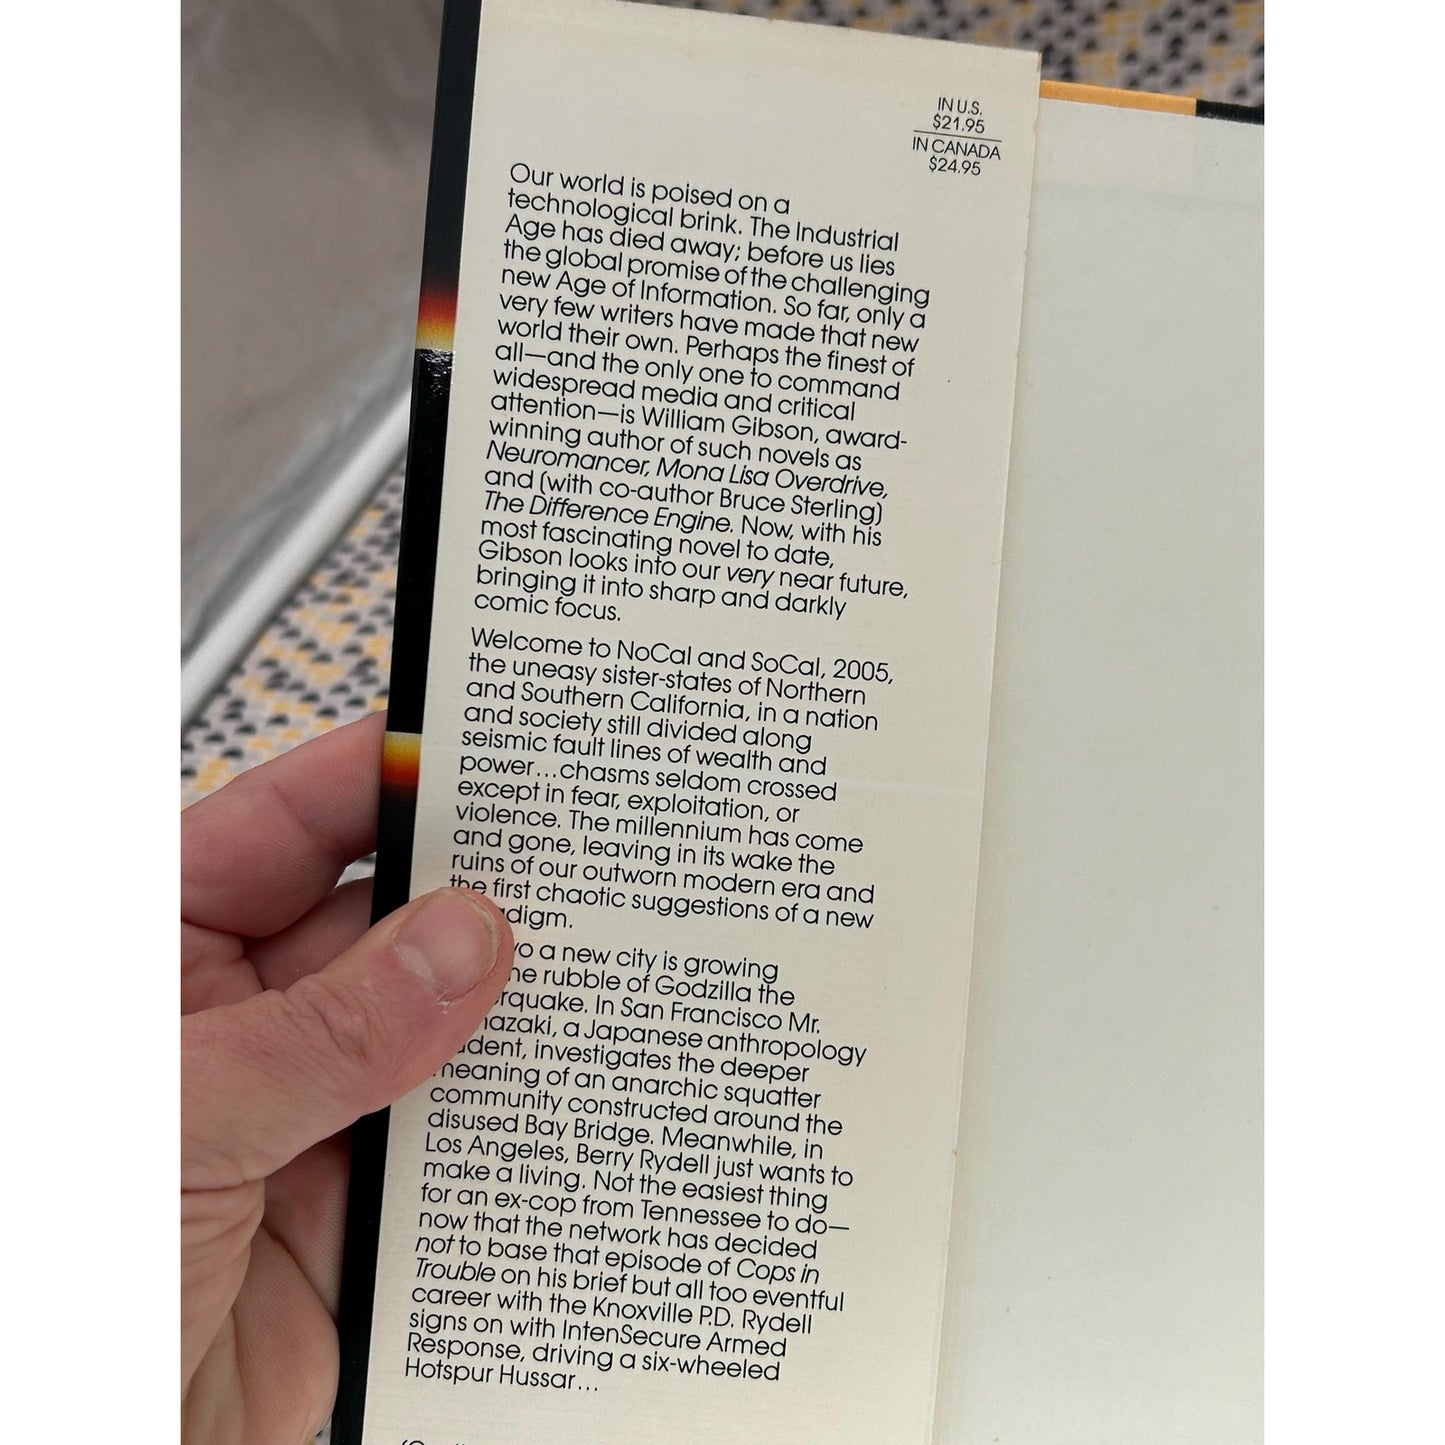 IN U.S.
$21.95
IN CANADA
$24.95
Our world is poised on a
technological brink. The Industrial
Age has died away; before us lies
the global promise of the challenging
new Age of Information. So far, only a
very few writers have made that new
world their own. Perhaps the finest of
all—and the only one to command
widespread media and critical
attention—is William Gibson, award-
winning author of such novels as
Neuromancer, Mona Lisa Overdrive,
and (with co-author Bruce Sterling)
The Difference Engine. Now, with his
most fascinating novel to date,
Gibson looks into our very near future,
bringing it into sharp and darkly
comic focus.
Welcome to NoCal and SoCal, 2005,
the uneasy sister-states of Northern
and Southern California, in a nation
and society still divided along
seismic fault lines of wealth and
power...chasms seldom crossed
except in fear, exploitation, or
violence. The millennium has come
and gone, leaving in its wake the
ruins of our outworn modern era and
the first chaotic suggestions of a new
digm.
a new city is growing
rubble of Godzilla the
rquake. In San Francisco Mr.
azaki, a Japanese anthropology
dent, investigates the deeper
meaning of an anarchic squatter
community constructed around the
disused Bay Bridge. Meanwhile, in
Los Angeles, Berry Rydell just wants to
make a living. Not the easiest thing
for an ex-cop from Tennessee to do—
now that the network has decided
not to base that episode of Cops in
Trouble on his brief but all too eventful
career with the Knoxville P.D. Rydell
signs on with IntenSecure Armed
Response, driving a six-wheeled
Hotspur Hussar...